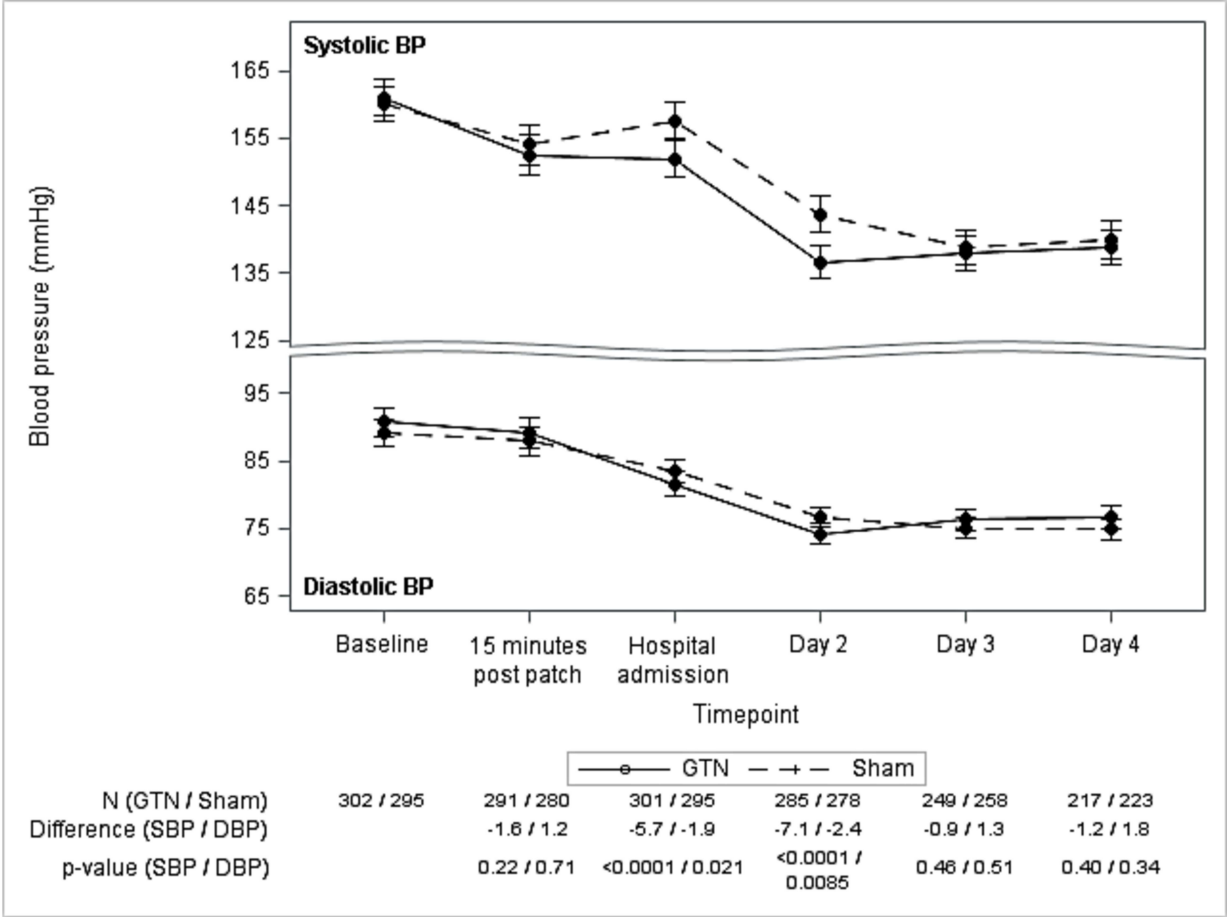 Systolic BP
165
155
145
135
125
Blood pressure (mmHg)
95
85
75
65
Diastolic BP
Baseline 15 minutes post patch Hospital admission Day 2 Day 3 Day 4
Timepoint
GTN Sham
N (GTN / Sham) 302 / 295 291 / 280 301 / 295 285 / 278 249 / 258 217 / 223
Difference (SBP / DBP) -1.6 / 1.2 -5.7 / -1.9 -7.1 / -2.4 -0.9 / 1.3 -1.2 / 1.8
p-value (SBP / DBP) 0.22 / 0.71 <0.0001 / 0.021 <0.0001 / 0.0085 0.46 / 0.51 0.40 / 0.34